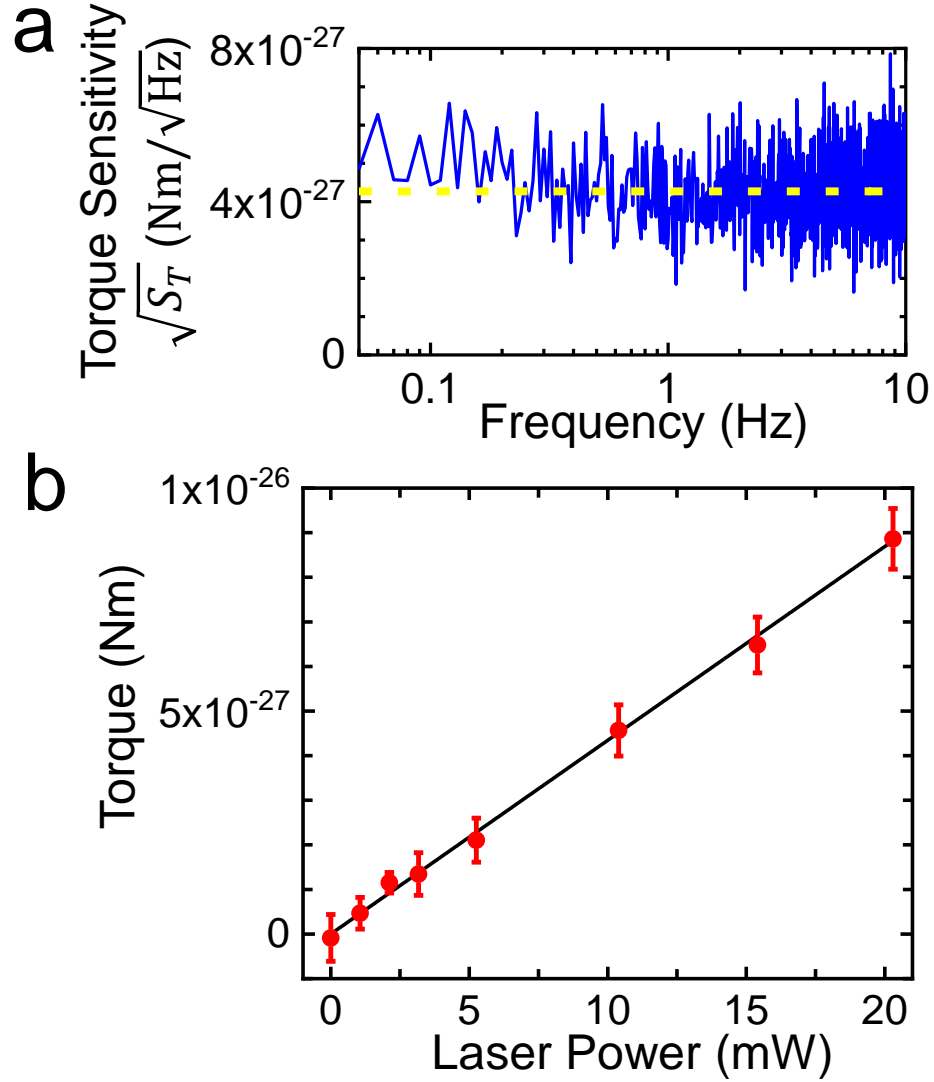 a
Torque Sensitivity
√S_T (Nm/√Hz)
8x10⁻²⁷
4x10⁻²⁷
0
0.1 1 10
Frequency (Hz)
b
Torque (Nm)
1x10⁻²⁶
5x10⁻²⁷
0
0 5 10 15 20
Laser Power (mW)